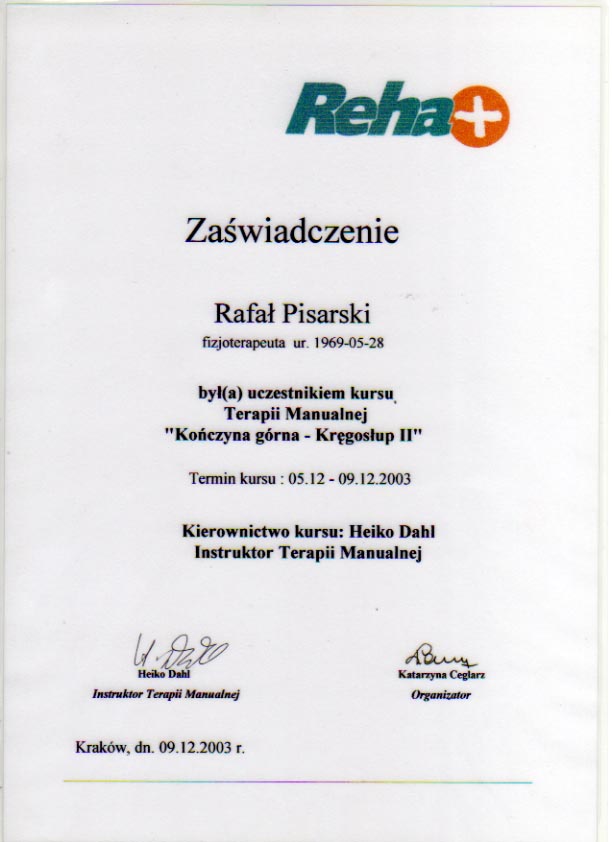 Reha+
Zaświadczenie
Rafał Pisarski
fizjoterapeuta ur. 1969-05-28
był(a) uczestnikiem kursu
Terapii Manualnej
"Kończyna górna - Kręgosłup II"
Termin kursu : 05.12 - 09.12.2003
Kierownictwo kursu: Heiko Dahl
Instruktor Terapii Manualnej
Heiko Dahl
Instruktor Terapii Manualnej
Katarzyna Ceglarz
Organizator
Kraków, dn. 09.12.2003 r.